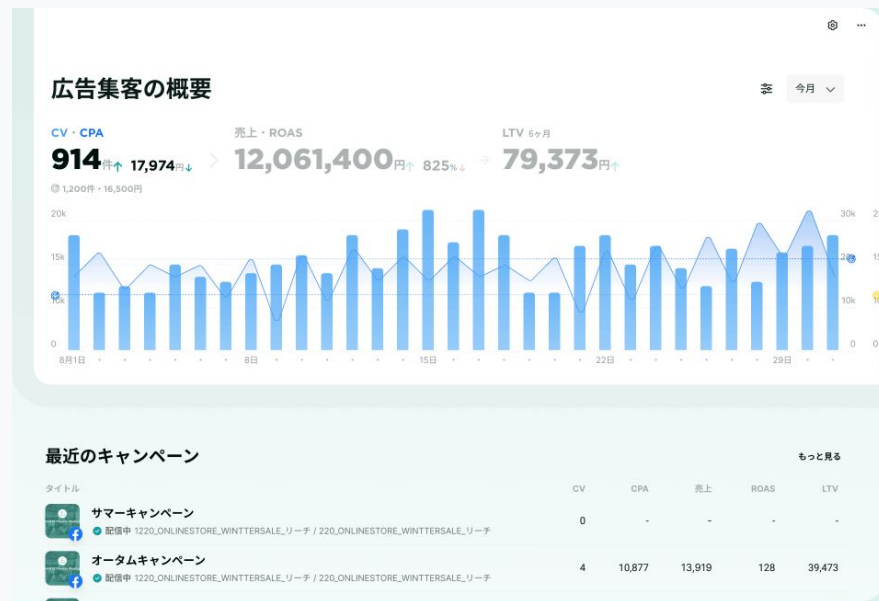 広告集客の概要
今月
CV・CPA
914件↑ 17,974円↓
1,200件・16,500円
売上・ROAS
12,061,400円↑ 825%↓
LTV 6ヶ月
79,373円↑
20k
15k
10k
0
30k
20k
10k
0
8月1日
8日
15日
22日
29日
最近のキャンペーン
もっと見る
タイトル CV CPA 売上 ROAS LTV
サマーキャンペーン
配信中 1220_ONLINESTORE_WINTTERSALE_リーチ / 220_ONLINESTORE_WINTTERSALE_リーチ
0 - - - -
オータムキャンペーン
配信中 1220_ONLINESTORE_WINTTERSALE_リーチ / 220_ONLINESTORE_WINTTERSALE_リーチ
4 10,877 13,919 128 39,473